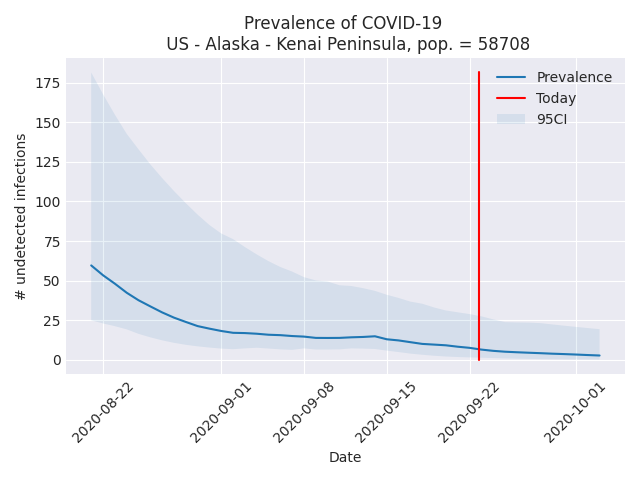 Prevalence of COVID-19
US - Alaska - Kenai Peninsula, pop. = 58708
Prevalence
Today
95CI
# undetected infections
175
150
125
100
75
50
25
0
2020-08-22
2020-09-01
2020-09-08
2020-09-15
2020-09-22
2020-10-01
Date